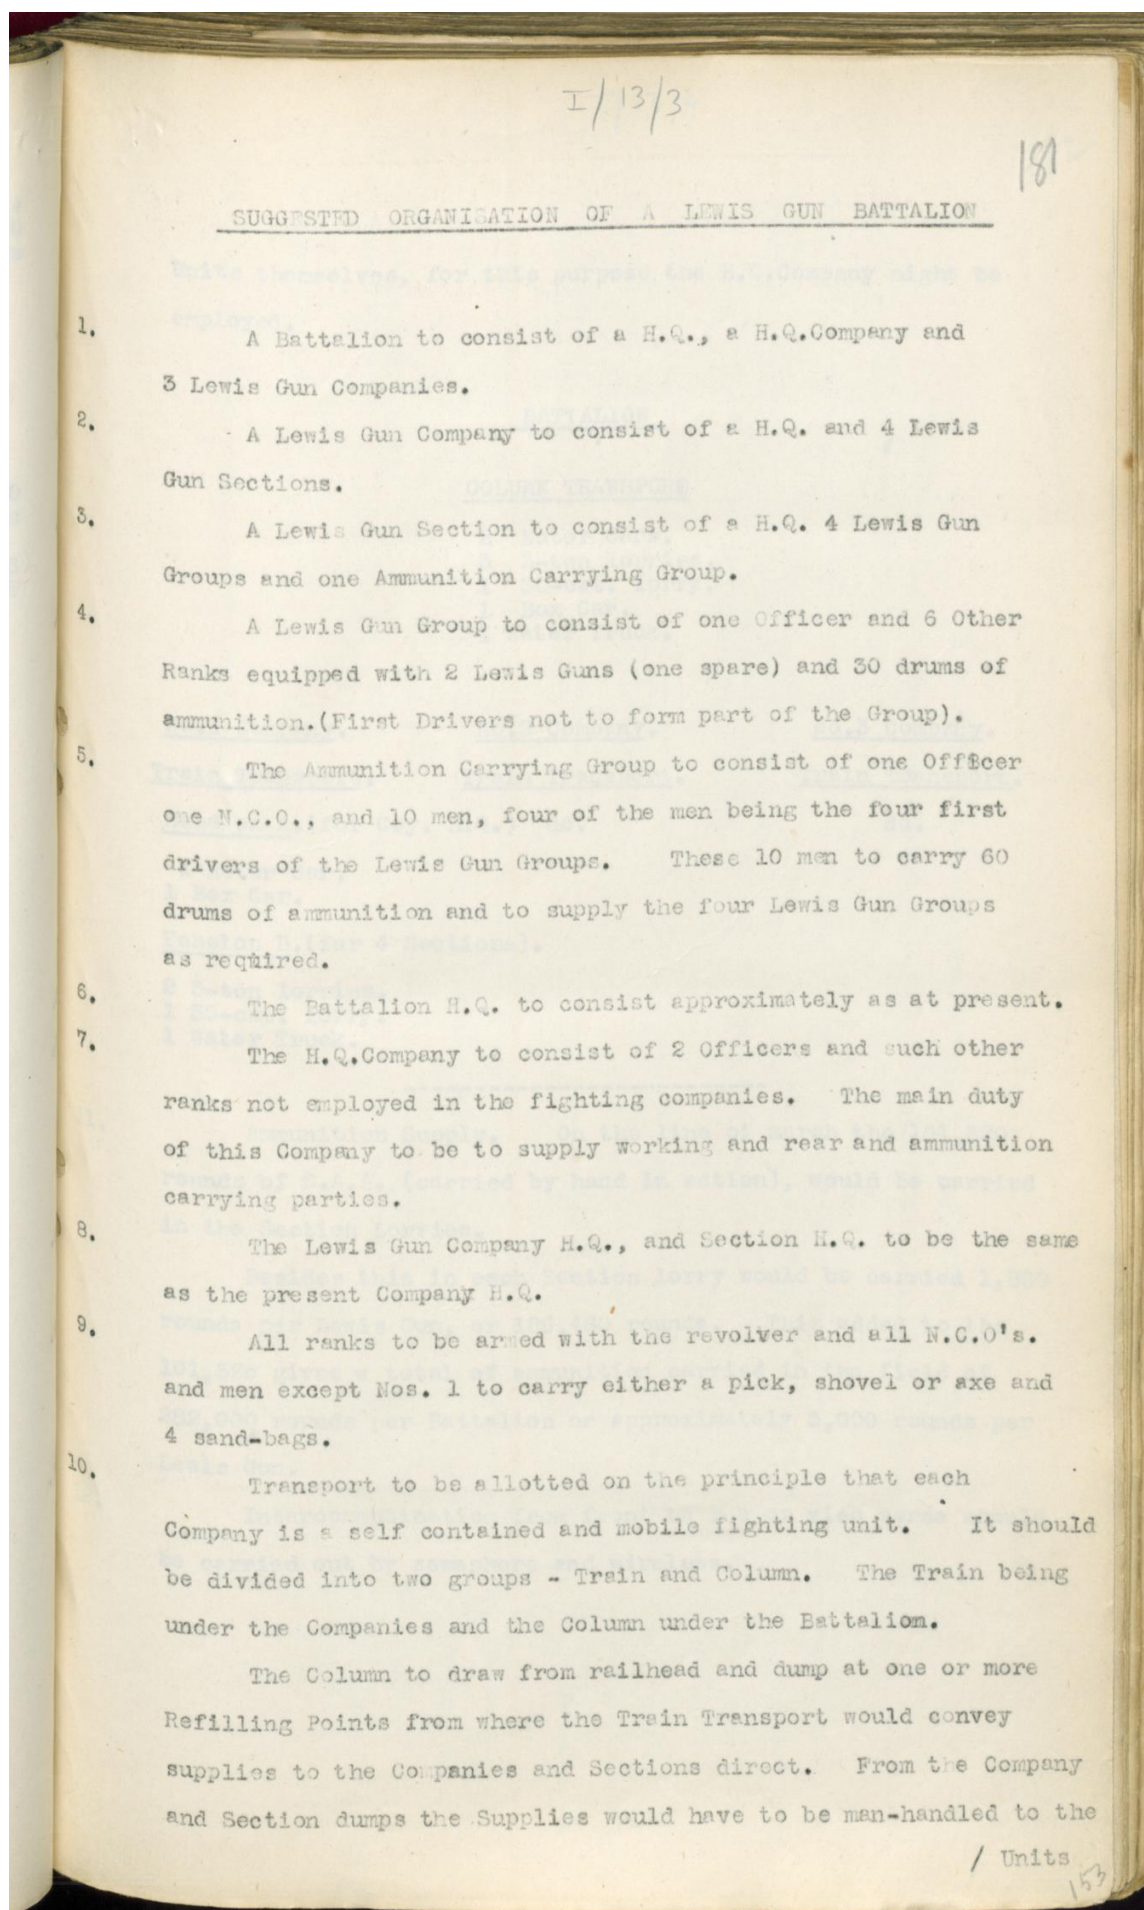 I/13/3
181
SUGGESTED ORGANISATION OF A LEWIS GUN BATTALION
1.
A Battalion to consist of a H.Q., a H.Q.Company and
3 Lewis Gun Companies.
2.
A Lewis Gun Company to consist of a H.Q. and 4 Lewis
Gun Sections.
3.
A Lewis Gun Section to consist of a H.Q. 4 Lewis Gun
Groups and one Ammunition Carrying Group.
4.
A Lewis Gun Group to consist of one Officer and 6 Other
Ranks equipped with 2 Lewis Guns (one spare) and 30 drums of
ammunition.(First Drivers not to form part of the Group).
5.
The Ammunition Carrying Group to consist of one Officer
one N.C.O., and 10 men, four of the men being the four first
drivers of the Lewis Gun Groups. These 10 men to carry 60
drums of ammunition and to supply the four Lewis Gun Groups
as required.
6.
The Battalion H.Q. to consist approximately as at present.
7.
The H.Q.Company to consist of 2 Officers and such other
ranks not employed in the fighting companies. The main duty
of this Company to be to supply working and rear and ammunition
carrying parties.
8.
The Lewis Gun Company H.Q., and Section H.Q. to be the same
as the present Company H.Q.
9.
All ranks to be armed with the revolver and all N.C.O's.
and men except Nos. 1 to carry either a pick, shovel or axe and
4 sand-bags.
10.
Transport to be allotted on the principle that each
Company is a self contained and mobile fighting unit. It should
be divided into two groups - Train and Column. The Train being
under the Companies and the Column under the Battalion.
The Column to draw from railhead and dump at one or more
Refilling Points from where the Train Transport would convey
supplies to the Companies and Sections direct. From the Company
and Section dumps the Supplies would have to be man-handled to the
/ Units
153